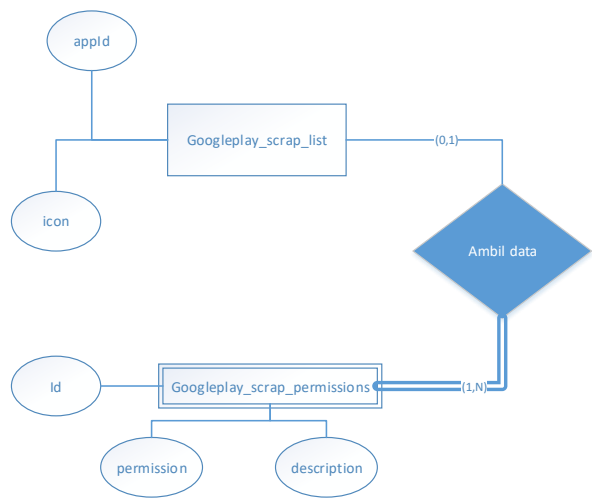 appId
Googleplay_scrap_list
(0,1)
icon
Ambil data
Id
Googleplay_scrap_permissions
(1,N)
permission
description